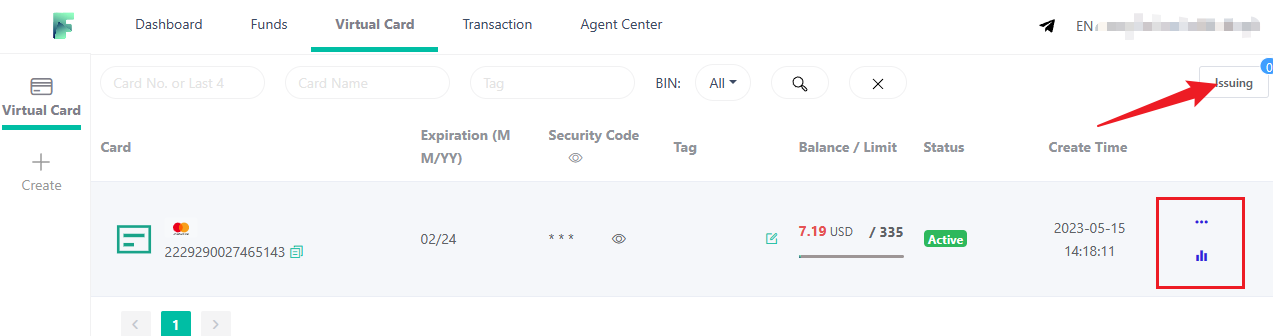 Dashboard Funds Virtual Card Transaction Agent Center EN
Card No. or Last 4 Card Name Tag BIN: All Issuing 0
Virtual Card
Create
Card Expiration (M M/YY) Security Code Tag Balance / Limit Status Create Time
2229290027465143 02/24 * * * 7.19 USD / 335 Active 2023-05-15
14:18:11
1